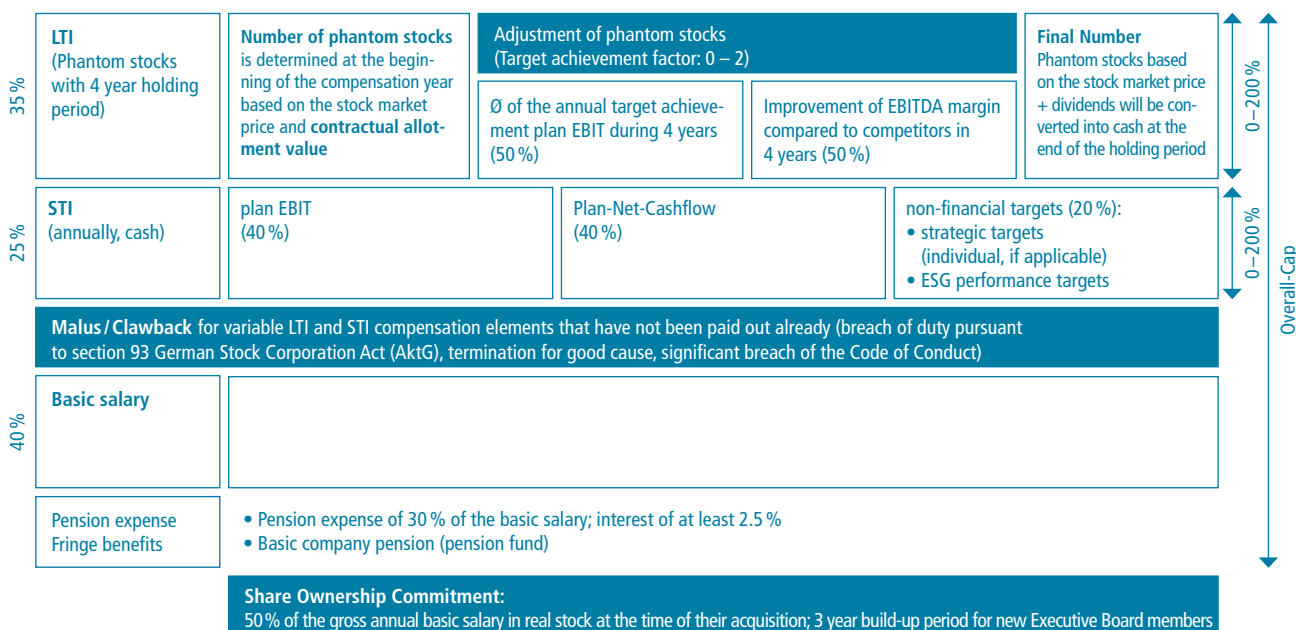 35 %
LTI
(Phantom stocks
with 4 year holding
period)
Number of phantom stocks
is determined at the begin-
ning of the compensation year
based on the stock market
price and contractual allot-
ment value
Adjustment of phantom stocks
(Target achievement factor: 0 – 2)
Ø of the annual target achieve-
ment plan EBIT during 4 years
(50 %)
Improvement of EBITDA margin
compared to competitors in
4 years (50 %)
Final Number
Phantom stocks based
on the stock market price
+ dividends will be con-
verted into cash at the
end of the holding period
0 – 200 %
25 %
STI
(annually, cash)
plan EBIT
(40 %)
Plan-Net-Cashflow
(40 %)
non-financial targets (20 %):
• strategic targets
(individual, if applicable)
• ESG performance targets
0 – 200 %
Overall-Cap
Malus / Clawback for variable LTI and STI compensation elements that have not been paid out already (breach of duty pursuant
to section 93 German Stock Corporation Act (AktG), termination for good cause, significant breach of the Code of Conduct)
40 %
Basic salary
Pension expense
Fringe benefits
• Pension expense of 30 % of the basic salary; interest of at least 2.5 %
• Basic company pension (pension fund)
Share Ownership Commitment:
50 % of the gross annual basic salary in real stock at the time of their acquisition; 3 year build-up period for new Executive Board members